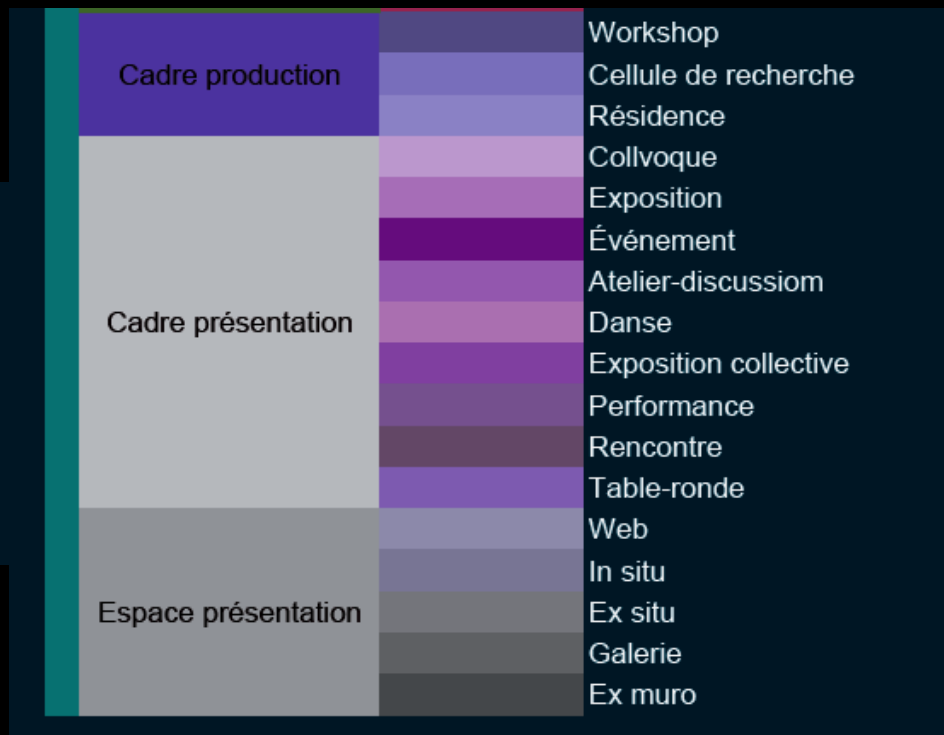 Cadre production
Workshop
Cellule de recherche
Résidence
Cadre présentation
Collvoque
Exposition
Événement
Atelier-discussiom
Danse
Exposition collective
Performance
Rencontre
Table-ronde
Espace présentation
Web
In situ
Ex situ
Galerie
Ex muro